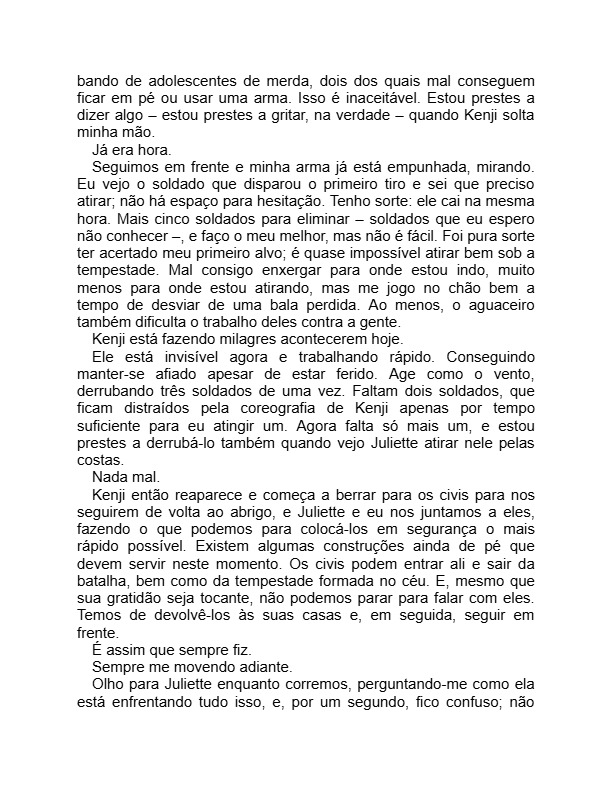 bando de adolescentes de merda, dois dos quais mal conseguem
ficar em pé ou usar uma arma. Isso é inaceitável. Estou prestes a
dizer algo – estou prestes a gritar, na verdade – quando Kenji solta
minha mão.
Já era hora.
Seguimos em frente e minha arma já está empunhada, mirando.
Eu vejo o soldado que disparou o primeiro tiro e sei que preciso
atirar; não há espaço para hesitação. Tenho sorte: ele cai na mesma
hora. Mais cinco soldados para eliminar – soldados que eu espero
não conhecer –, e faço o meu melhor, mas não é fácil. Foi pura sorte
ter acertado meu primeiro alvo; é quase impossível atirar bem sob a
tempestade. Mal consigo enxergar para onde estou indo, muito
menos para onde estou atirando, mas me jogo no chão bem a
tempo de desviar de uma bala perdida. Ao menos, o aguaceiro
também dificulta o trabalho deles contra a gente.
Kenji está fazendo milagres acontecerem hoje.
Ele está invisível agora e trabalhando rápido. Conseguindo
manter-se afiado apesar de estar ferido. Age como o vento,
derrubando três soldados de uma vez. Faltam dois soldados, que
ficam distraídos pela coreografia de Kenji apenas por tempo
suficiente para eu atingir um. Agora falta só mais um, e estou
prestes a derrubá-lo também quando vejo Juliette atirar nele pelas
costas.
Nada mal.
Kenji então reaparece e começa a berrar para os civis para nos
seguirem de volta ao abrigo, e Juliette e eu nos juntamos a eles,
fazendo o que podemos para colocá-los em segurança o mais
rápido possível. Existem algumas construções ainda de pé que
devem servir neste momento. Os civis podem entrar ali e sair da
batalha, bem como da tempestade formada no céu. E, mesmo que
sua gratidão seja tocante, não podemos parar para falar com eles.
Temos de devolvê-los às suas casas e, em seguida, seguir em
frente.
É assim que sempre fiz.
Sempre me movendo adiante.
Olho para Juliette enquanto corremos, perguntando-me como ela
está enfrentando tudo isso, e, por um segundo, fico confuso; não